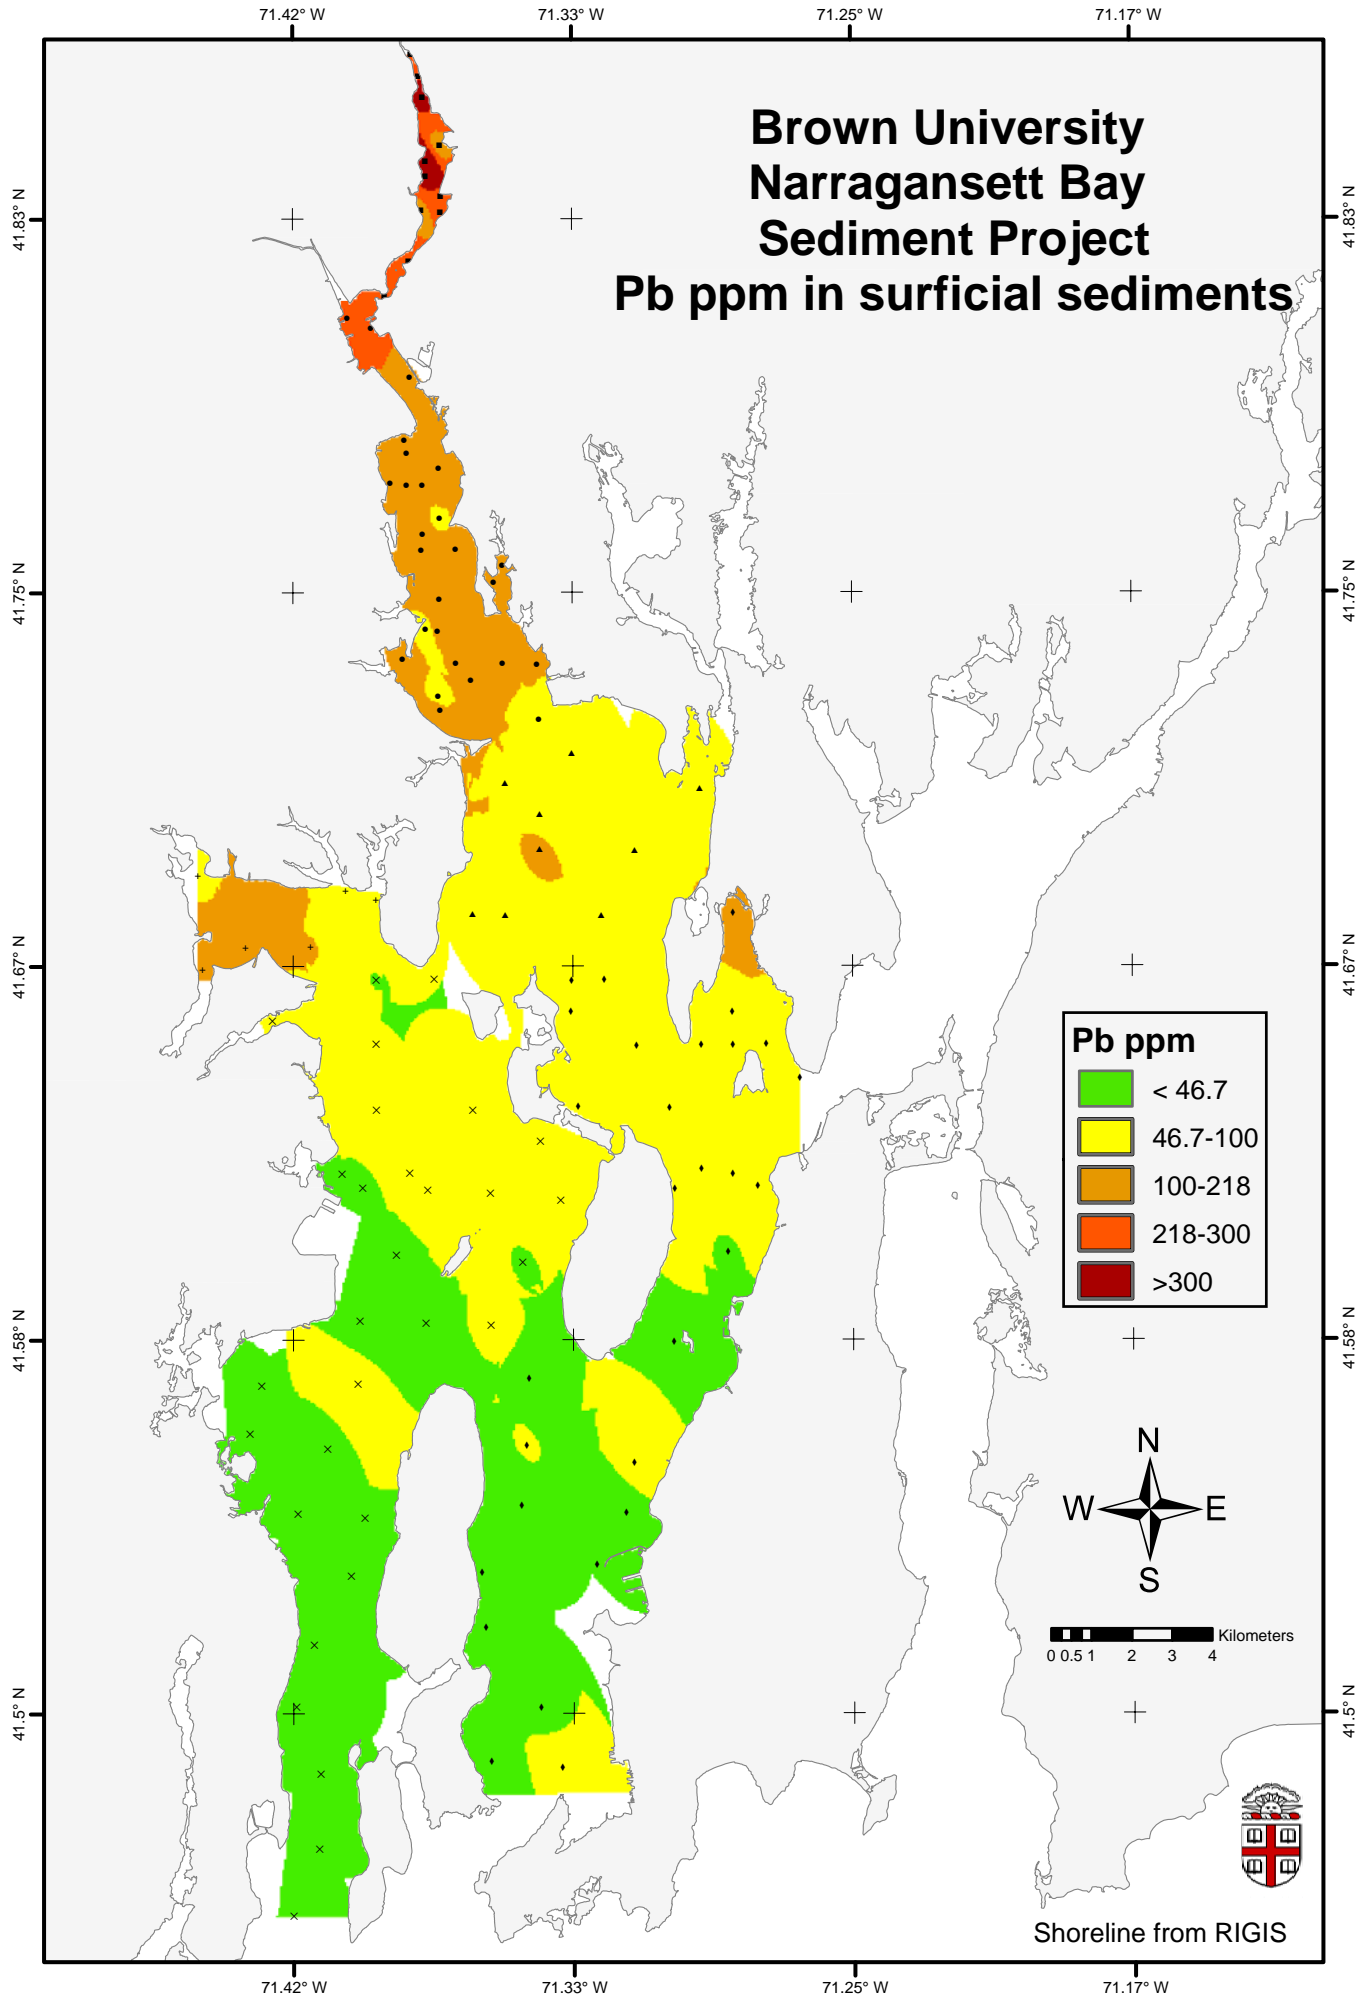 71.42° W 71.33° W 71.25° W 71.17° W
Brown University
Narragansett Bay
Sediment Project
Pb ppm in surficial sediments
41.83° N 41.83° N
41.75° N 41.75° N
41.67° N 41.67° N
Pb ppm
< 46.7
46.7-100
100-218
218-300
>300
41.58° N 41.58° N
N
W E
S
Kilometers
0 0.5 1 2 3 4
41.5° N 41.5° N
Shoreline from RIGIS
71.42° W 71.33° W 71.25° W 71.17° W